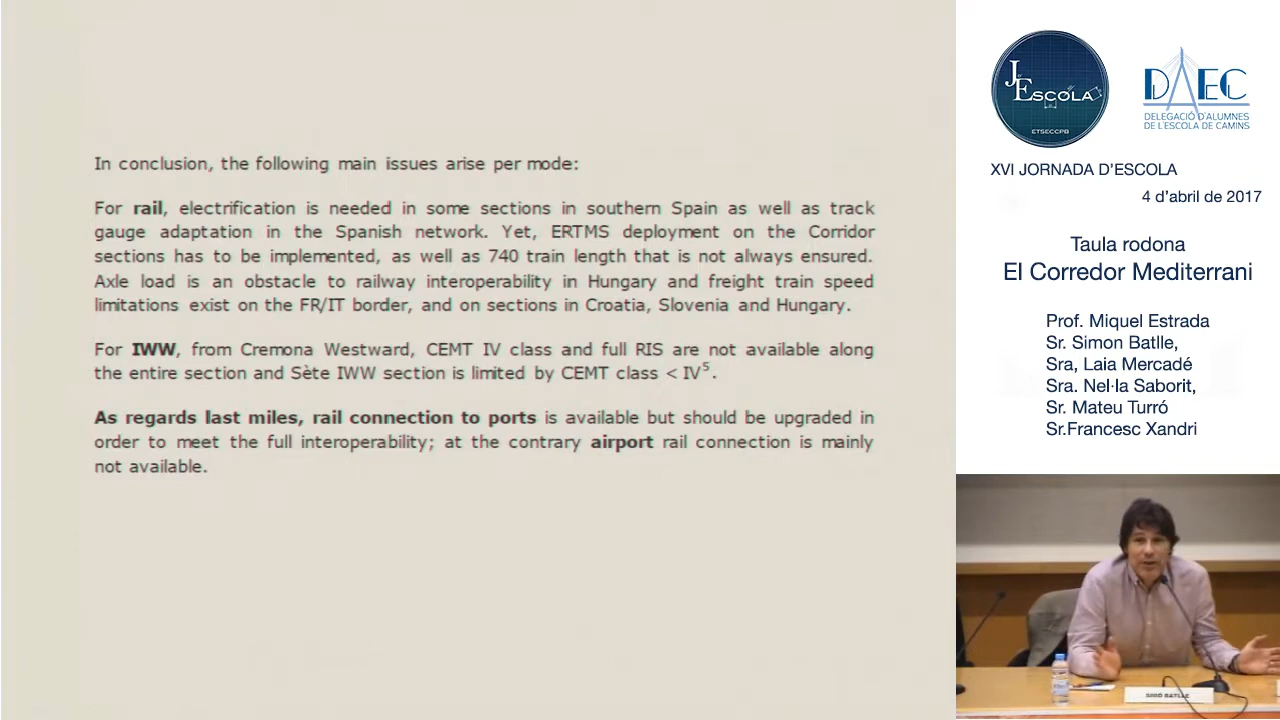 In conclusion, the following main issues arise per mode:
For rail, electrification is needed in some sections in southern Spain as well as track
gauge adaptation in the Spanish network. Yet, ERTMS deployment on the Corridor
sections has to be implemented, as well as 740 train length that is not always ensured.
Axle load is an obstacle to railway interoperability in Hungary and freight train speed
limitations exist on the FR/IT border, and on sections in Croatia, Slovenia and Hungary.
For IWW, from Cremona Westward, CEMT IV class and full RIS are not available along
the entire section and Sète IWW section is limited by CEMT class < IV⁵.
As regards last miles, rail connection to ports is available but should be upgraded in
order to meet the full interoperability; at the contrary airport rail connection is mainly
not available.
J
ESCOLA
ETSECCPB
DAEC
DELEGACIÓ D'ALUMNES
DE L'ESCOLA DE CAMINS
XVI JORNADA D'ESCOLA
4 d'abril de 2017
Taula rodona
El Corredor Mediterrani
Prof. Miquel Estrada
Sr. Simon Batlle,
Sra, Laia Mercadé
Sra. Nel·la Saborit,
Sr. Mateu Turró
Sr.Francesc Xandri
BATLLE